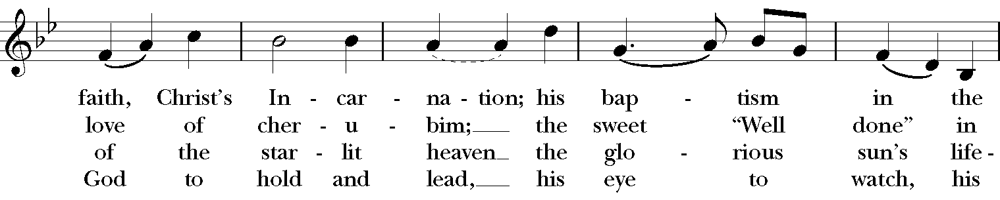 faith, Christ's In - car - na - tion; his bap - tism in the
love of cher - u - bim; the sweet “Well done” in
of the star - lit heaven the glo - rious sun's life -
God to hold and lead, his eye to watch, his